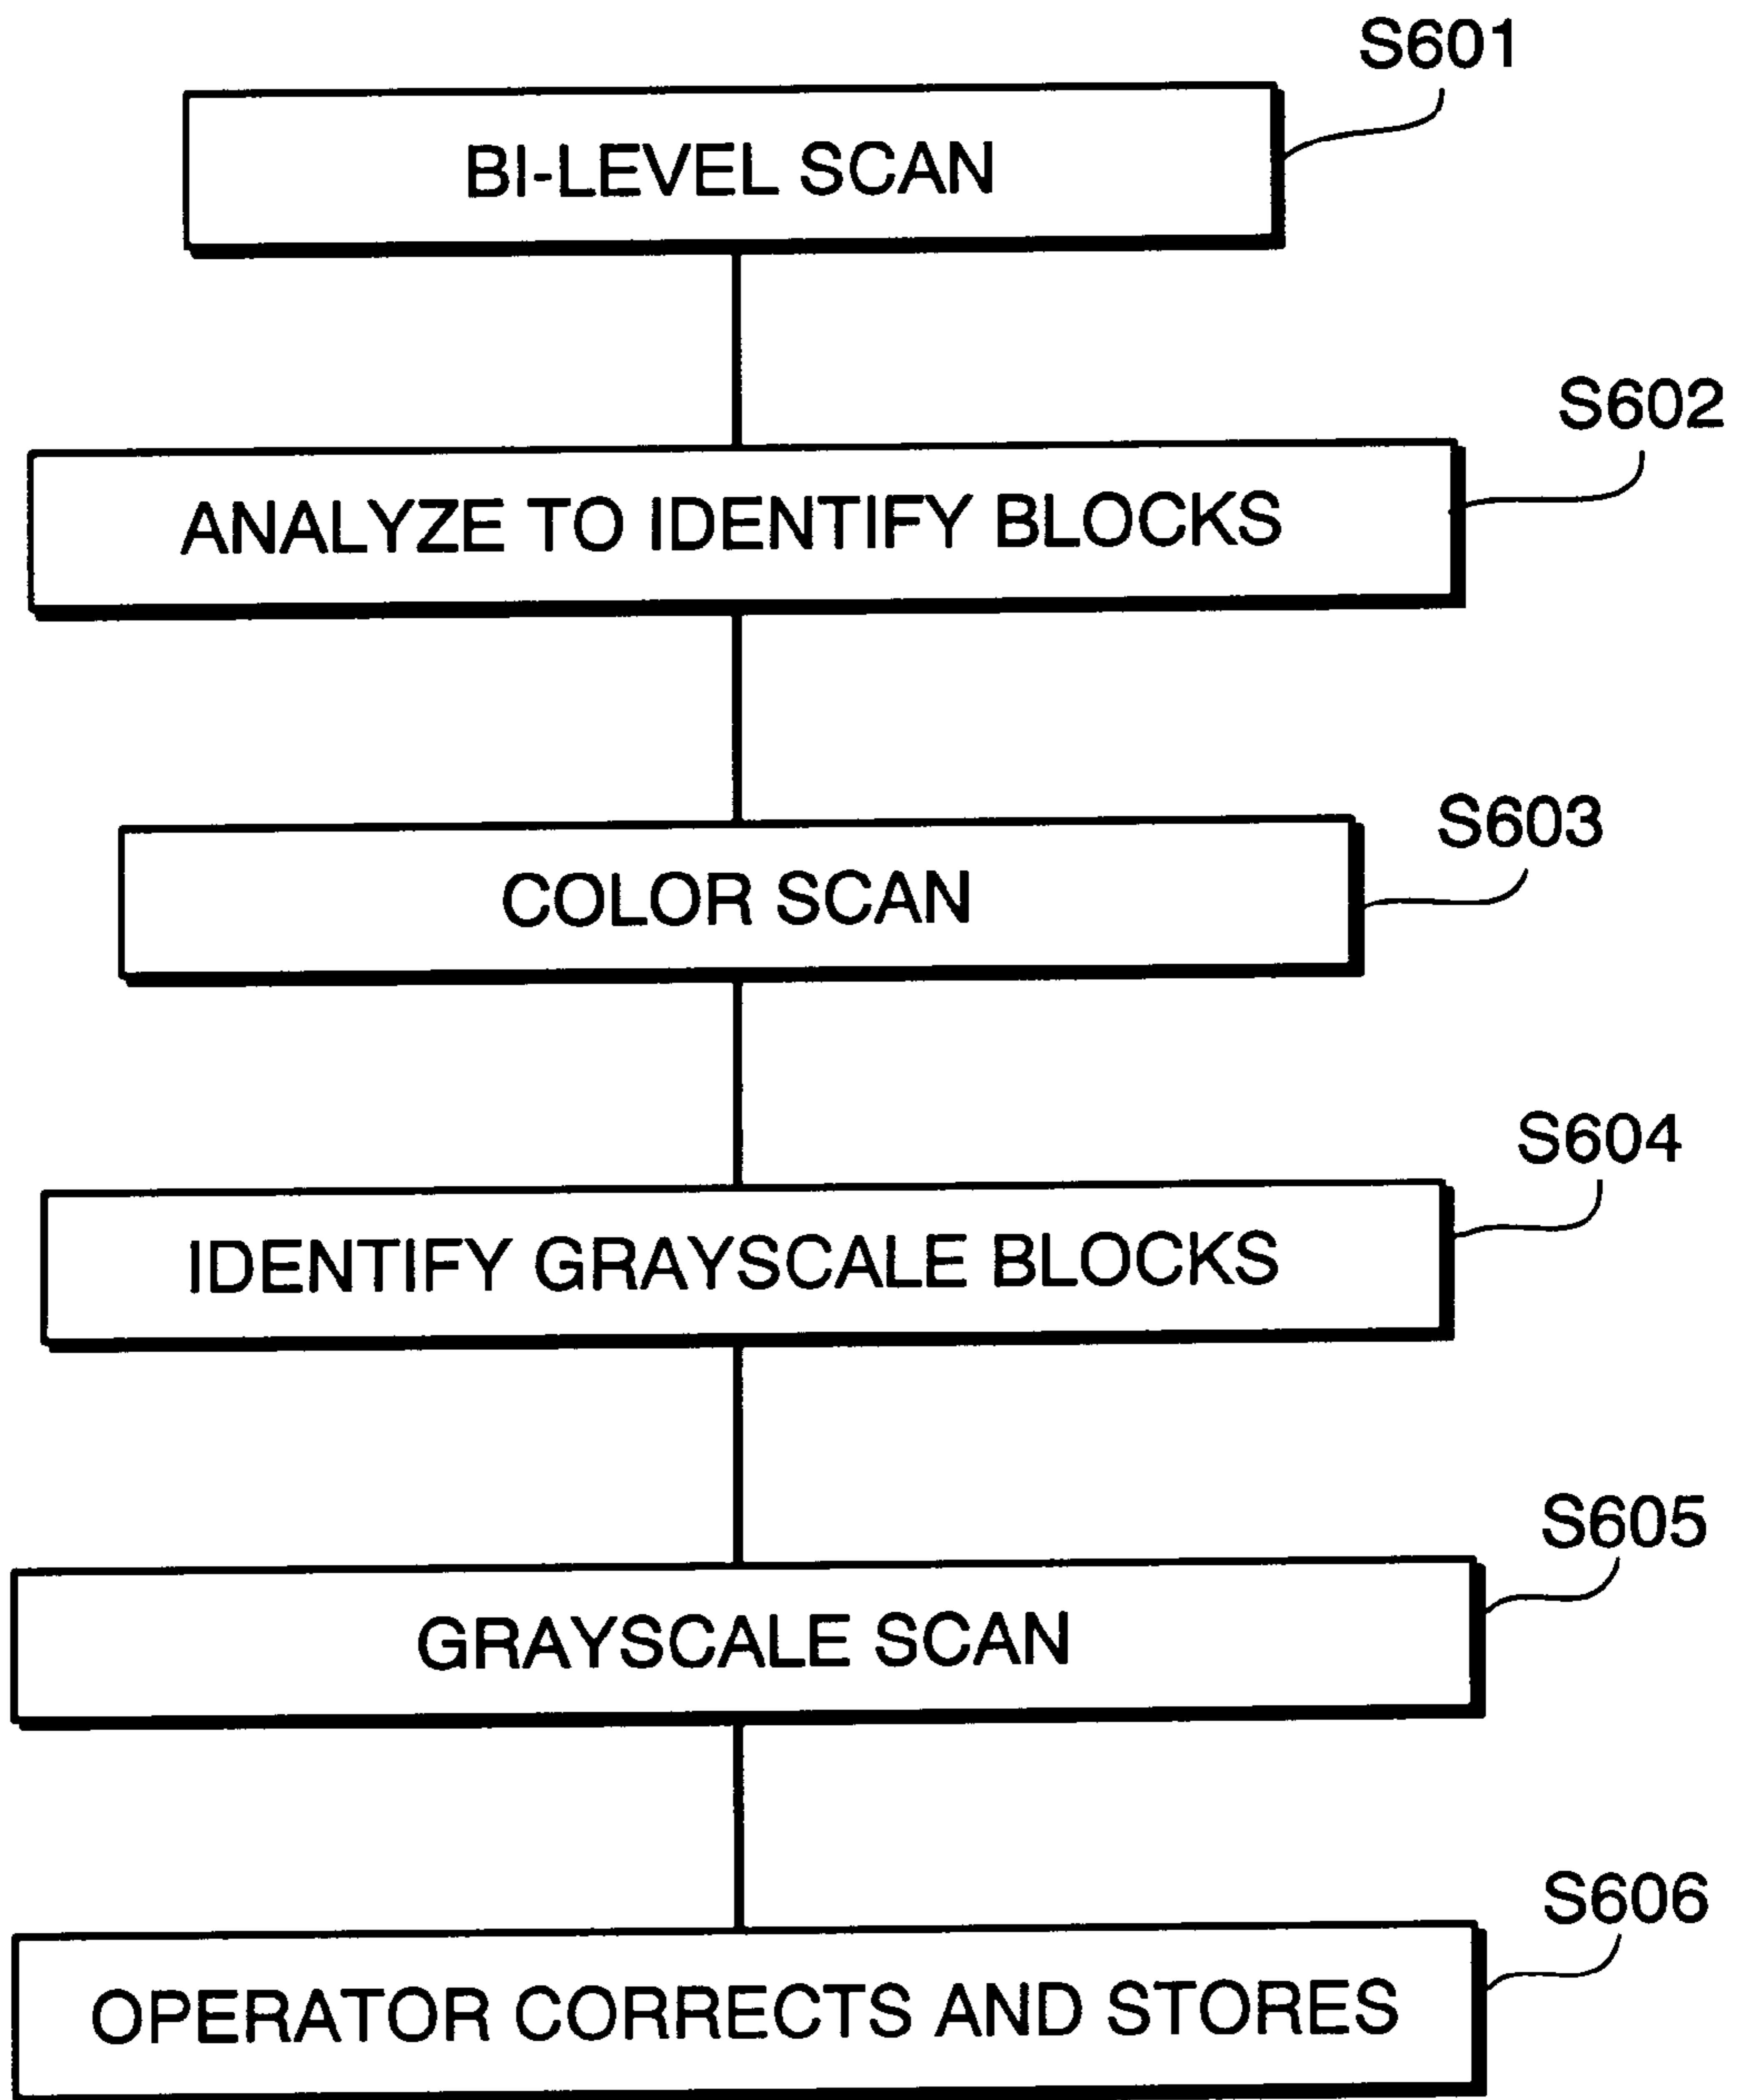 S601
BI-LEVEL SCAN
S602
ANALYZE TO IDENTIFY BLOCKS
S603
COLOR SCAN
S604
IDENTIFY GRAYSCALE BLOCKS
S605
GRAYSCALE SCAN
S606
OPERATOR CORRECTS AND STORES